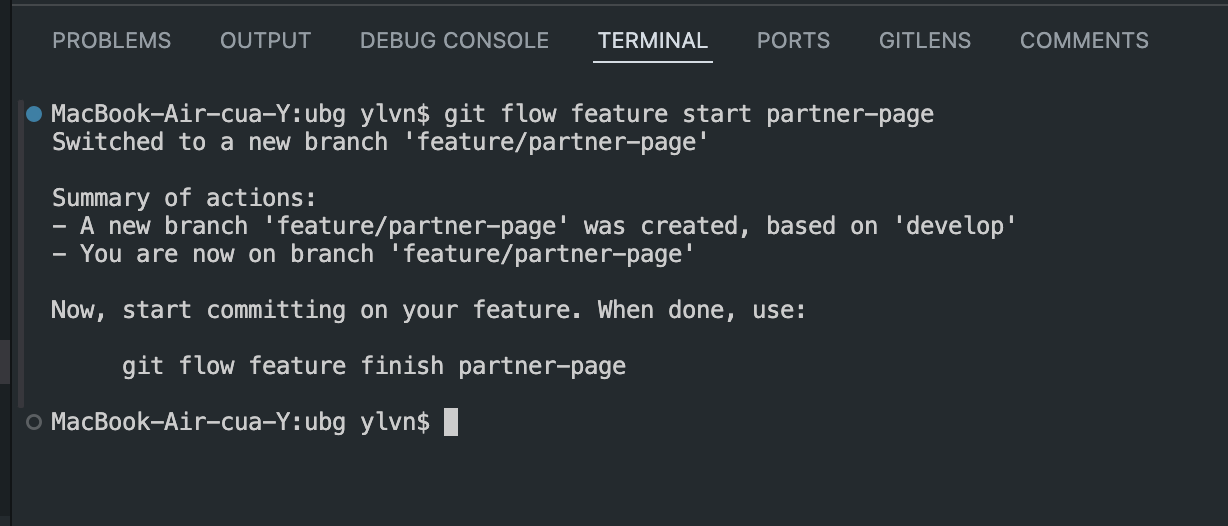 PROBLEMS OUTPUT DEBUG CONSOLE TERMINAL PORTS GITLENS COMMENTS
MacBook-Air-cua-Y:ubg ylvn$ git flow feature start partner-page
Switched to a new branch 'feature/partner-page'
Summary of actions:
- A new branch 'feature/partner-page' was created, based on 'develop'
- You are now on branch 'feature/partner-page'
Now, start committing on your feature. When done, use:
git flow feature finish partner-page
MacBook-Air-cua-Y:ubg ylvn$